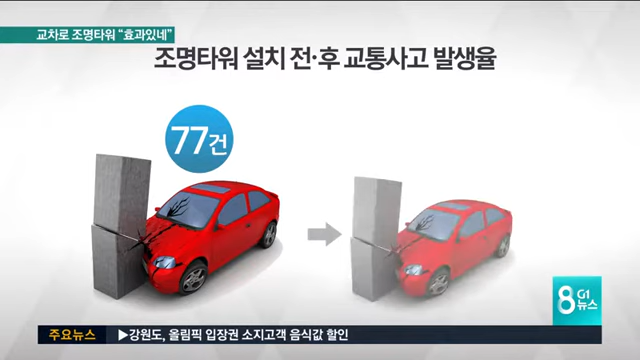 교차로 조명타워 “효과있네”
조명타워 설치 전·후 교통사고 발생율
77건
8 G1
뉴스
주요뉴스
▶강원도, 올림픽 입장권 소지고객 음식값 할인